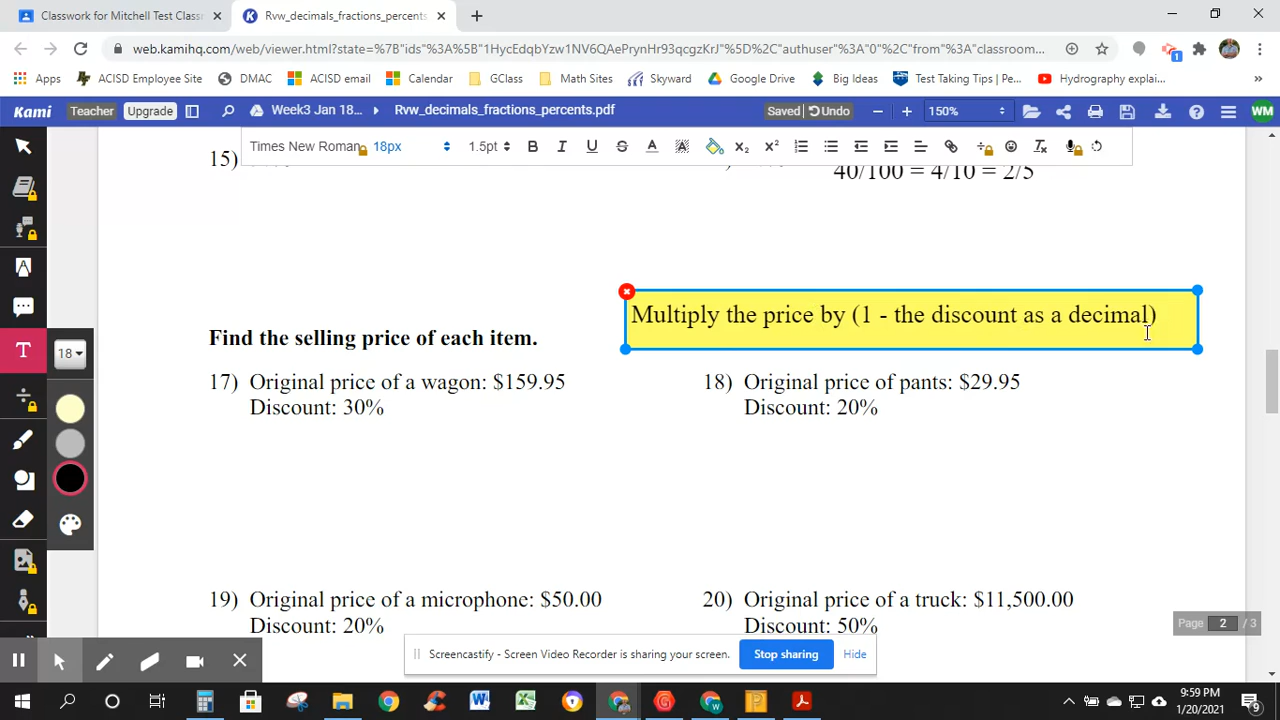 Classwork for Mitchell Test Classr
Rvw_decimals_fractions_percents
web.kamihq.com/web/viewer.html?state=%7B"ids"%3A%5B"1HycEdqbYzw1NV6QAePrynHr93qcgzKrJ"%5D%2C"authuser"%3A"0"%2C"from"%3A"classroom...
1
Apps
ACISD Employee Site
DMAC
ACISD email
Calendar
GClass
Math Sites
Skyward
Google Drive
Big Ideas
Test Taking Tips | Pe...
Hydrography explai...
»
Kami
Teacher
Upgrade
Week3 Jan 18...
Rvw_decimals_fractions_percents.pdf
Saved
Undo
150%
WM
Times New Roman
18px
1.5pt
B I U S A
15)
40/100 = 4/10 = 2/5
Multiply the price by (1 - the discount as a decimal)
Find the selling price of each item.
18
17) Original price of a wagon: $159.95
Discount: 30%
18) Original price of pants: $29.95
Discount: 20%
19) Original price of a microphone: $50.00
Discount: 20%
20) Original price of a truck: $11,500.00
Discount: 50%
Page 2 / 3
Screencastify - Screen Video Recorder is sharing your screen.
Stop sharing
Hide
9:59 PM
1/20/2021
9